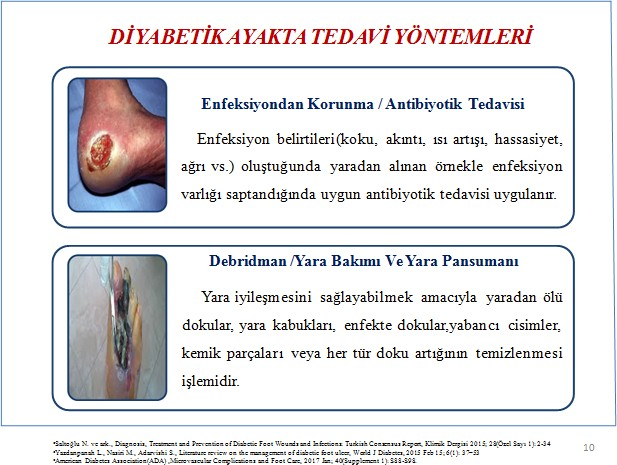 DİYABETİK AYAKTA TEDAVİ YÖNTEMLERİ
Enfeksiyondan Korunma / Antibiyotik Tedavisi
Enfeksiyon belirtileri(koku, akıntı, ısı artışı, hassasiyet,
ağrı vs.) oluştuğunda yaradan alınan örnekle enfeksiyon
varlığı saptandığında uygun antibiyotik tedavisi uygulanır.
Debridman /Yara Bakımı Ve Yara Pansumanı
Yara iyileşmesini sağlayabilmek amacıyla yaradan ölü
dokular, yara kabukları, enfekte dokular,yabancı cisimler,
kemik parçaları veya her tür doku artığının temizlenmesi
işlemidir.
*Saltoğlu N. ve ark., Diagnosis, Treatment and Prevention of Diabetic Foot Wounds and Infections: Turkish Consensus Report, Klimik Dergisi 2015; 28(Özel Sayı 1):2-34
*Yazdanpanah L., Nasiri M., Adarvishi S., Literature review on the management of diabetic foot ulcer, World J Diabetes, 2015 Feb 15; 6(1): 37–53
*American Diabetes Association(ADA) ,Microvascular Complications and Foot Care, 2017 Jan; 40(Supplement 1): S88-S98.
10